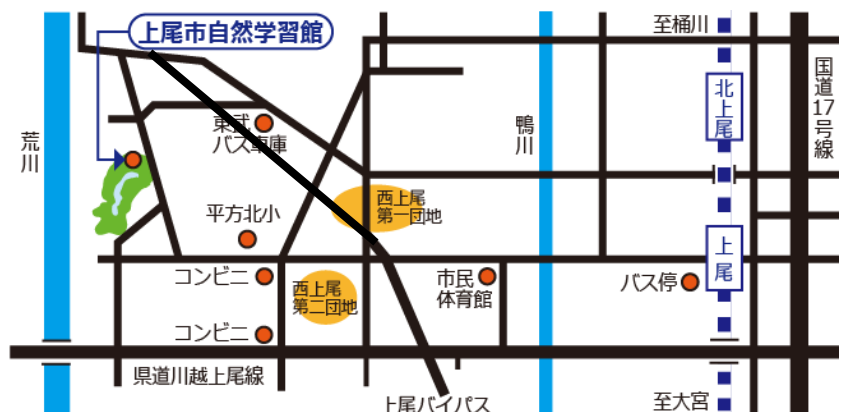 上尾市自然学習館
至桶川
国道17号線
北上尾
荒川
鴨川
東武
バス車庫
西上尾
第一団地
平方北小
上尾
コンビニ
西上尾
第二団地
市民
体育館
バス停
コンビニ
県道川越上尾線
上尾バイパス
至大宮